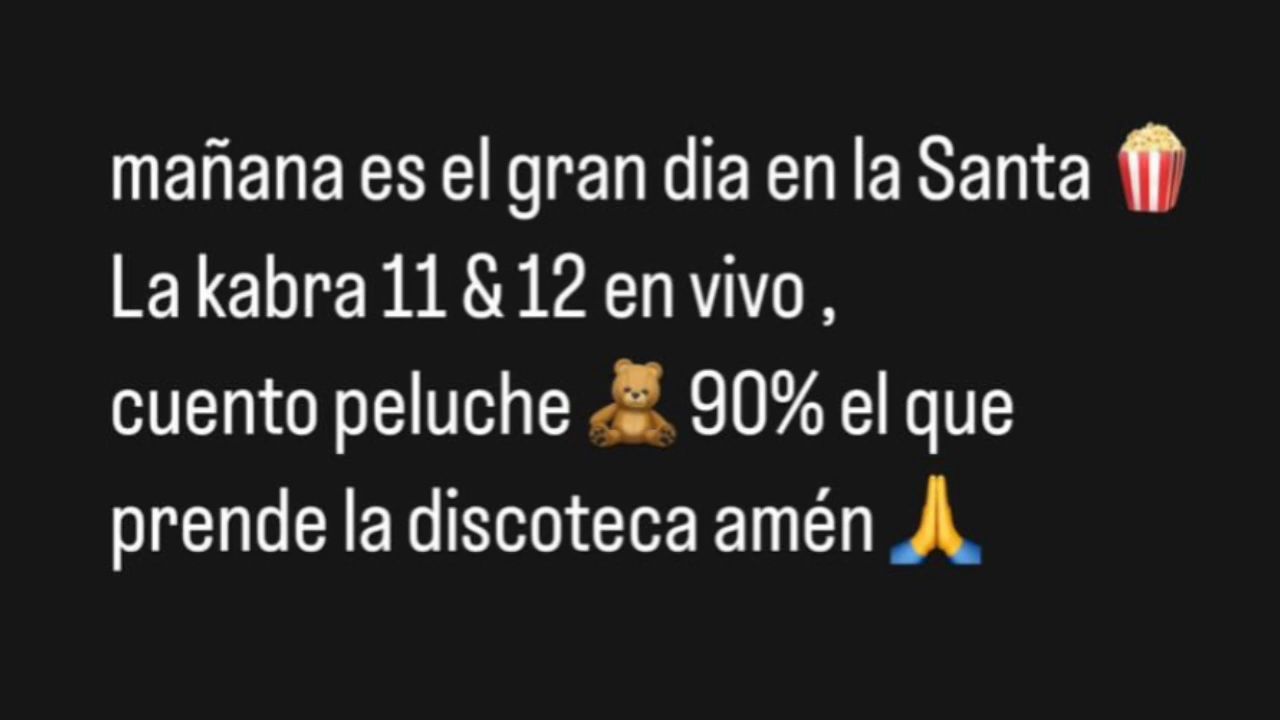 mañana es el gran dia en la Santa 🍿
La kabra 11 & 12 en vivo ,
cuento peluche 🧸 90% el que
prende la discoteca amén 🙏